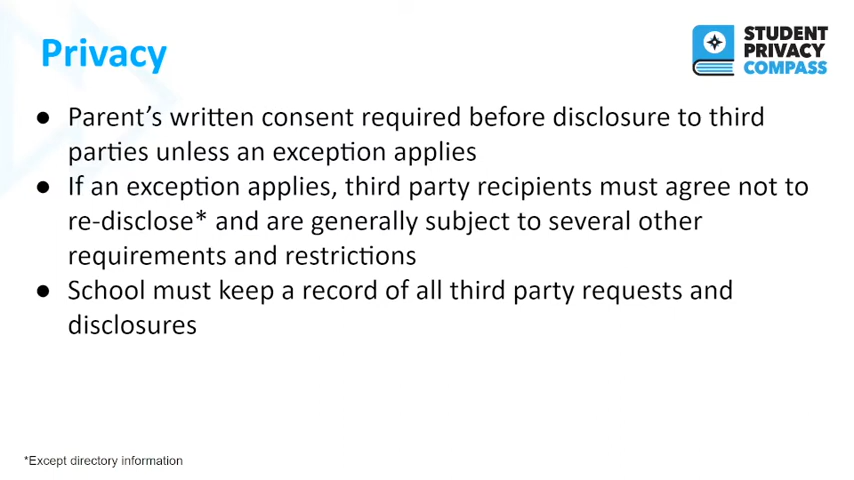 Privacy
STUDENT
PRIVACY
COMPASS
● Parent's written consent required before disclosure to third
parties unless an exception applies
● If an exception applies, third party recipients must agree not to
re-disclose* and are generally subject to several other
requirements and restrictions
● School must keep a record of all third party requests and
disclosures
*Except directory information